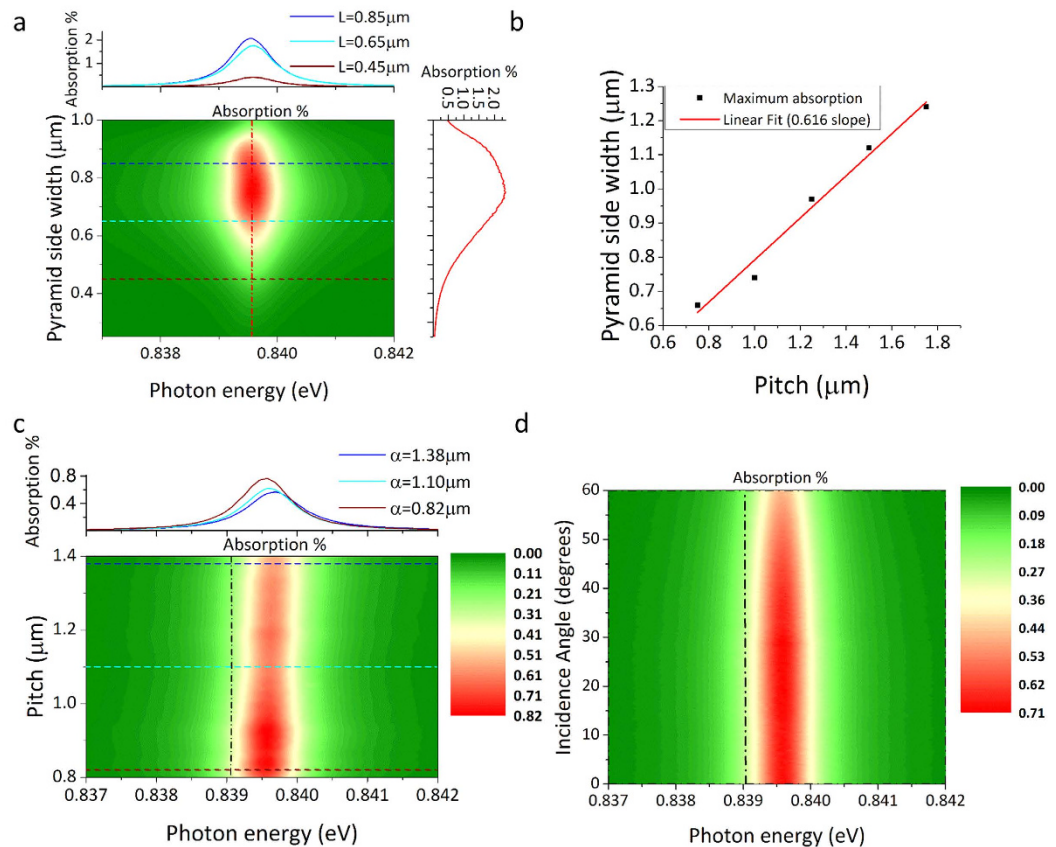 a
L=0.85μm
L=0.65μm
L=0.45μm
Absorption %
2
1
Absorption %
0.5
1.0
1.5
2.0
Absorption %
Pyramid side width (μm)
1.0
0.8
0.6
0.4
0.838
0.840
0.842
Photon energy (eV)
b
Maximum absorption
Linear Fit (0.616 slope)
Pyramid side width (μm)
1.3
1.2
1.1
1.0
0.9
0.8
0.7
0.6
0.6
0.8
1.0
1.2
1.4
1.6
1.8
Pitch (μm)
c
α=1.38μm
α=1.10μm
α=0.82μm
Absorption %
0.8
0.4
Absorption %
Pitch (μm)
1.4
1.2
1.0
0.8
0.837
0.838
0.839
0.840
0.841
0.842
Photon energy (eV)
0.00
0.11
0.20
0.31
0.41
0.51
0.61
0.71
0.82
d
Absorption %
Incidence Angle (degrees)
60
50
40
30
20
10
0
0.837
0.838
0.839
0.840
0.841
0.842
Photon energy (eV)
0.00
0.09
0.18
0.26
0.36
0.44
0.53
0.62
0.71